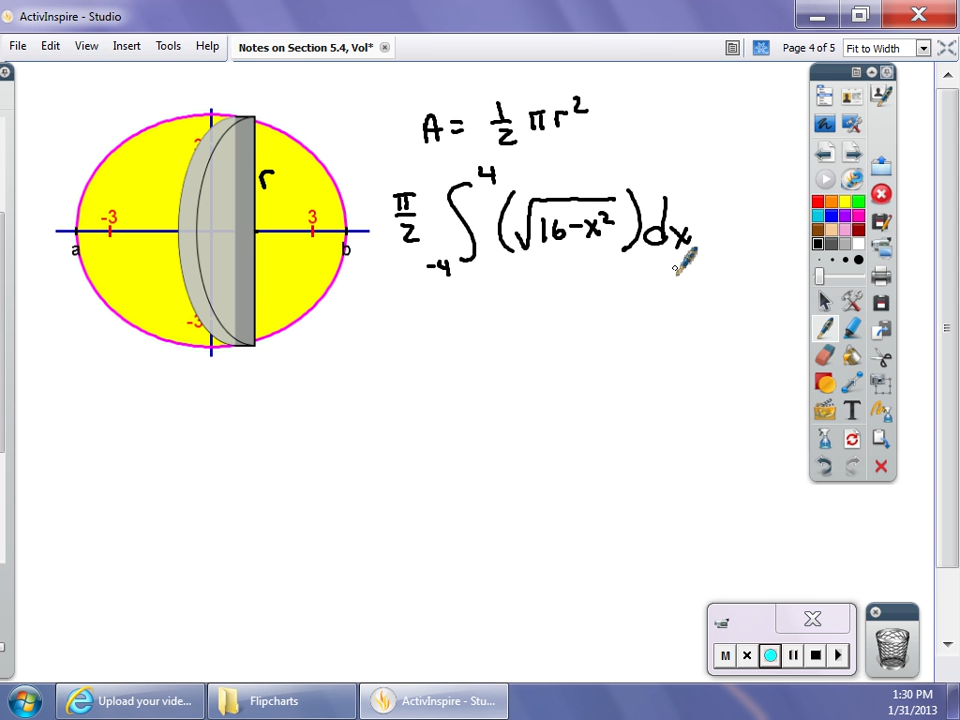 ActivInspire - Studio
File Edit View Insert Tools Help Notes on Section 5.4, Vol* Page 4 of 5 Fit to Width
A = 1/2 πr²
π/2 ∫₋₄⁴ (√16-x²) dx
r
3
-3 3
a b
-3
T
M
Upload your vide... Flipcharts ActivInspire - Stu...
1:30 PM
1/31/2013